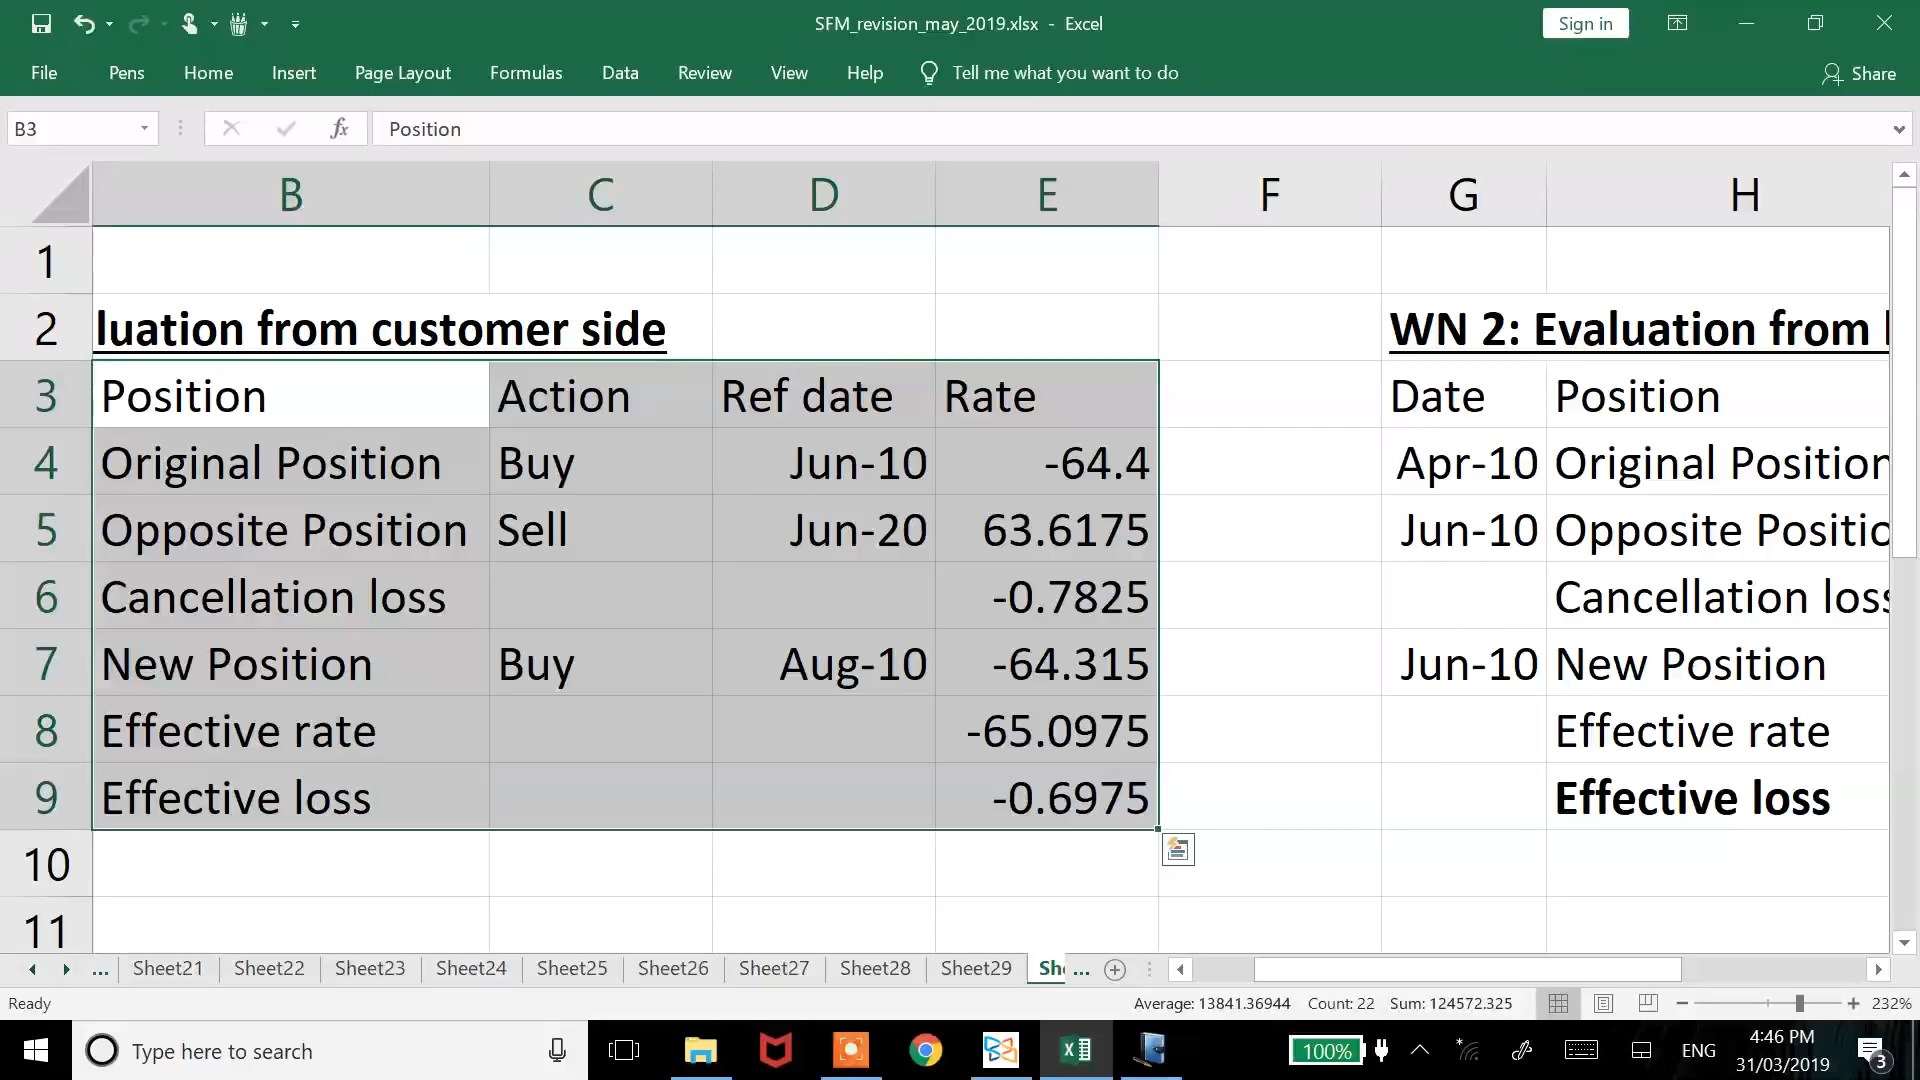 SFM_revision_may_2019.xlsx - Excel
Sign in
File Pens Home Insert Page Layout Formulas Data Review View Help Tell me what you want to do Share
B3 fx Position
B C D E F G H
1
2 luation from customer side WN 2: Evaluation from
3 Position Action Ref date Rate Date Position
4 Original Position Buy Jun-10 -64.4 Apr-10 Original Position
5 Opposite Position Sell Jun-20 63.6175 Jun-10 Opposite Positio
6 Cancellation loss -0.7825 Cancellation loss
7 New Position Buy Aug-10 -64.315 Jun-10 New Position
8 Effective rate -65.0975 Effective rate
9 Effective loss -0.6975 Effective loss
10
11
... Sheet21 Sheet22 Sheet23 Sheet24 Sheet25 Sheet26 Sheet27 Sheet28 Sheet29 She ...
Ready Average: 13841.36944 Count: 22 Sum: 124572.325 232%
Type here to search 100% ENG 4:46 PM
31/03/2019 3